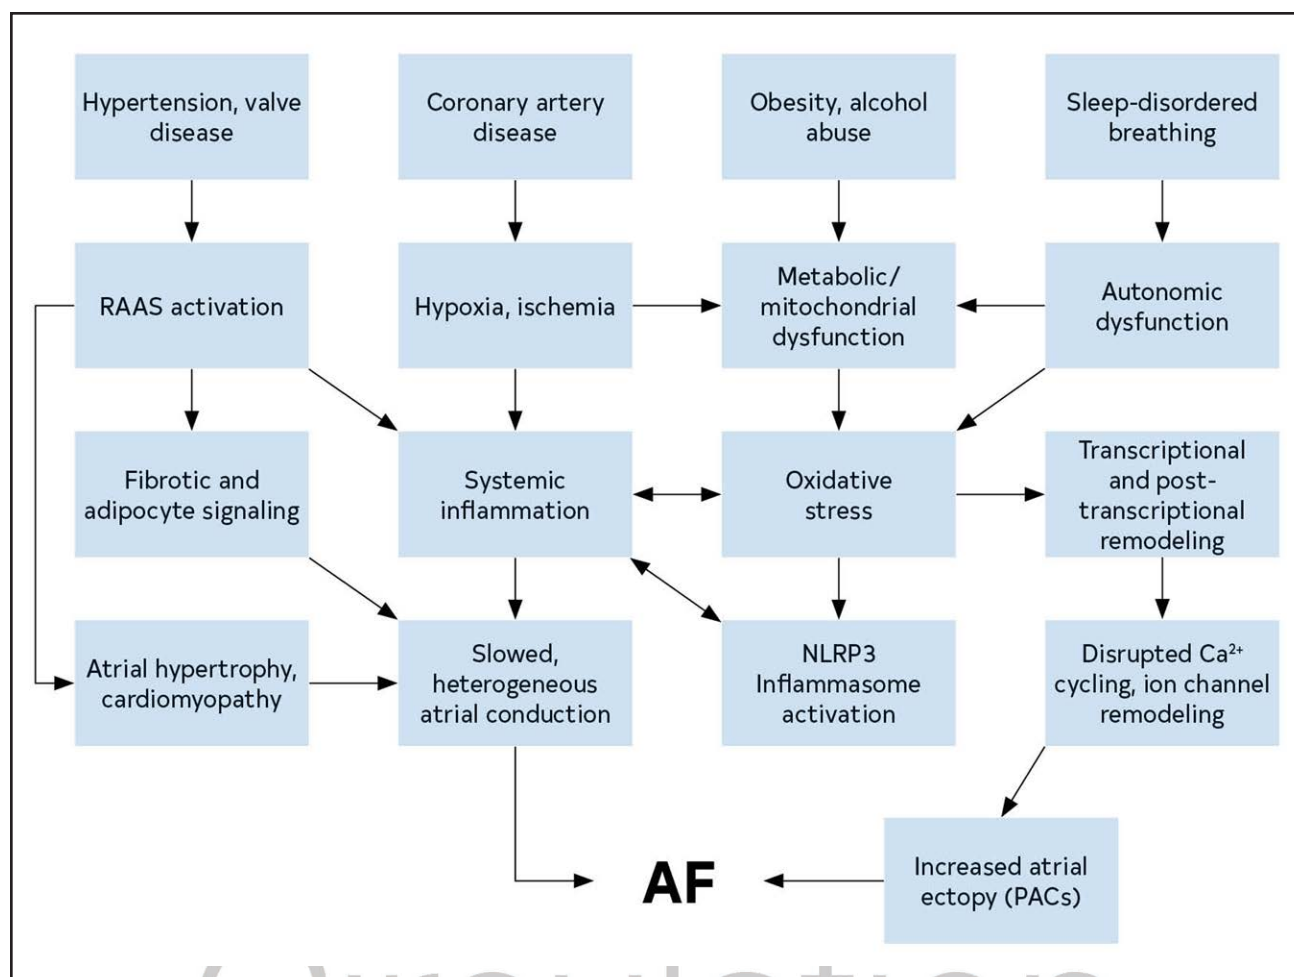 Hypertension, valve
disease
Coronary artery
disease
Obesity, alcohol
abuse
Sleep-disordered
breathing
RAAS activation
Hypoxia, ischemia
Metabolic/
mitochondrial
dysfunction
Autonomic
dysfunction
Fibrotic and
adipocyte signaling
Systemic
inflammation
Oxidative
stress
Transcriptional
and post-
transcriptional
remodeling
Atrial hypertrophy,
cardiomyopathy
Slowed,
heterogeneous
atrial conduction
NLRP3
Inflammasome
activation
Disrupted Ca²⁺
cycling, ion channel
remodeling
AF
Increased atrial
ectopy (PACs)